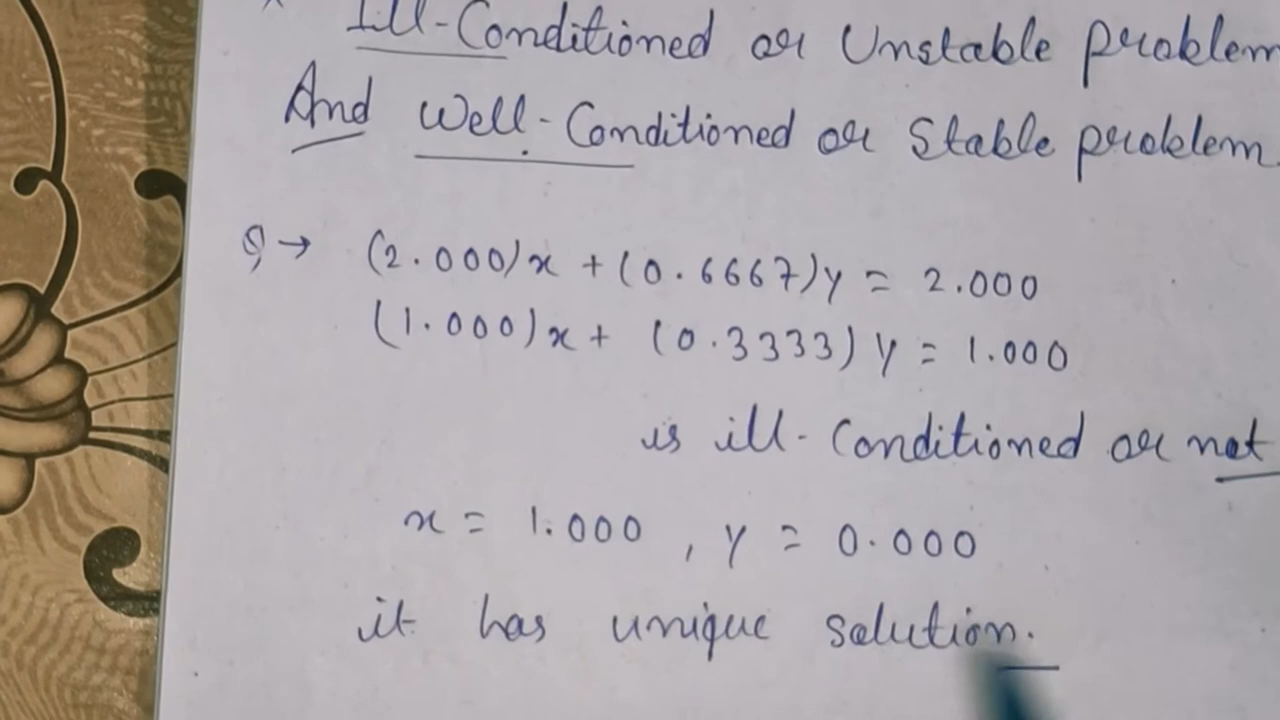 Ill-Conditioned or Unstable problem
And Well-Conditioned or Stable problem
Q → (2.000)x + (0.6667)y = 2.000
(1.000)x + (0.3333)y = 1.000
is ill-Conditioned or not
x = 1.000, y = 0.000
it has unique solution.